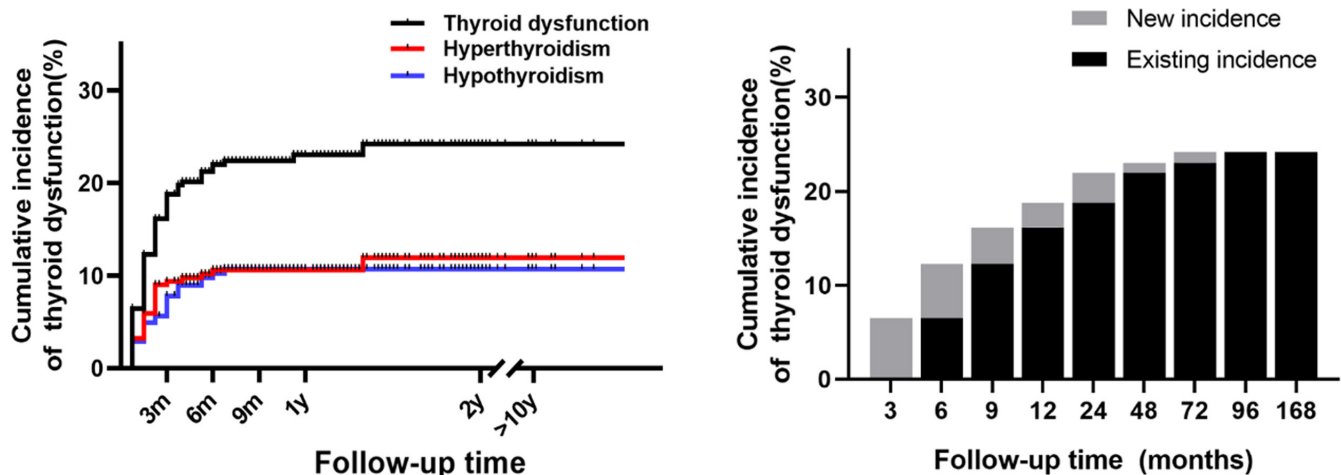 Thyroid dysfunction
Hyperthyroidism
Hypothyroidism
Cumulative incidence
of thyroid dysfunction(%)
30
20
10
0
3m
6m
9m
1y
2y
>10y
Follow-up time
New incidence
Existing incidence
Cumulative incidence
of thyroid dysfunction(%)
30
20
10
0
3 6 9 12 24 48 72 96 168
Follow-up time (months)